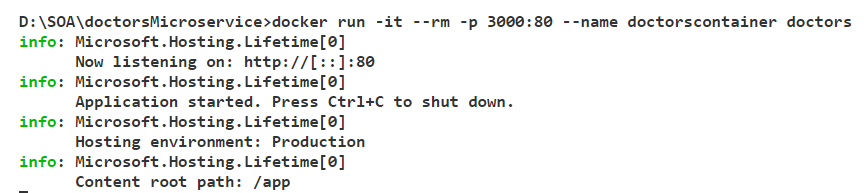 D:\SOA\doctorsMicroservice>docker run -it --rm -p 3000:80 --name doctorscontainer doctors
info: Microsoft.Hosting.Lifetime[0]
Now listening on: http://[::]:80
info: Microsoft.Hosting.Lifetime[0]
Application started. Press Ctrl+C to shut down.
info: Microsoft.Hosting.Lifetime[0]
Hosting environment: Production
info: Microsoft.Hosting.Lifetime[0]
Content root path: /app